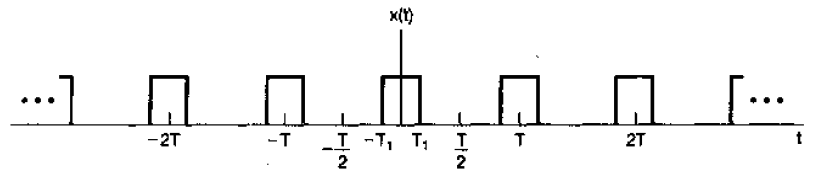 x(t)
... ...
−2T −T −T/2 −T₁ T₁ T/2 T 2T t